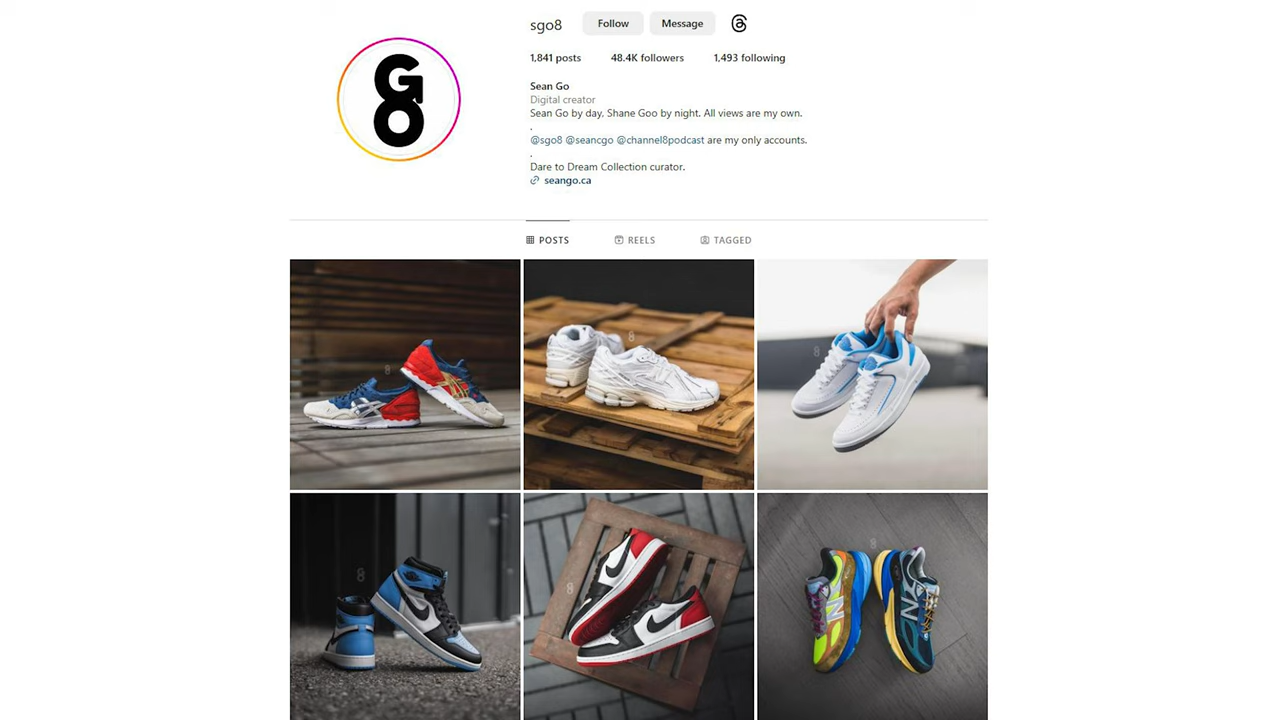 sgo8 Follow Message
1,841 posts 48.4K followers 1,493 following
Sean Go
Digital creator
Sean Go by day, Shane Goo by night. All views are my own.
.
@sgo8 @seancgo @channel8podcast are my only accounts.
.
Dare to Dream Collection curator.
seango.ca
GO
POSTS REELS TAGGED
N N